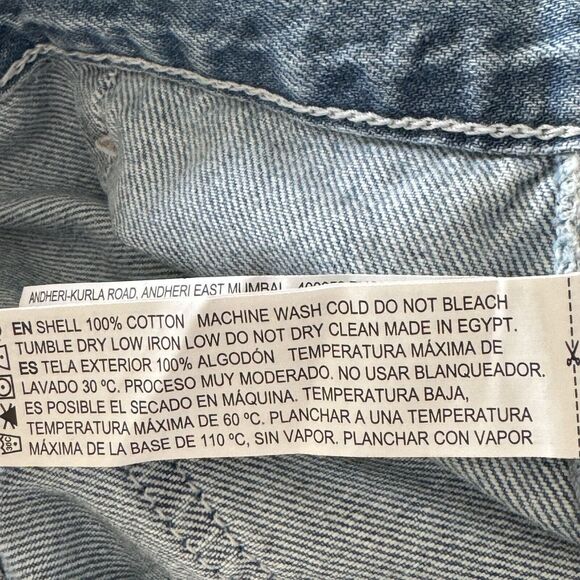 ANDHERI-KURLA ROAD, ANDHERI EAST MUMBAI
EN SHELL 100% COTTON MACHINE WASH COLD DO NOT BLEACH
TUMBLE DRY LOW IRON LOW DO NOT DRY CLEAN MADE IN EGYPT.
ES TELA EXTERIOR 100% ALGODÓN TEMPERATURA MÁXIMA DE
LAVADO 30 ºC. PROCESO MUY MODERADO. NO USAR BLANQUEADOR.
ES POSIBLE EL SECADO EN MÁQUINA. TEMPERATURA BAJA,
TEMPERATURA MÁXIMA DE 60 ºC. PLANCHAR A UNA TEMPERATURA
MÁXIMA DE LA BASE DE 110 ºC, SIN VAPOR. PLANCHAR CON VAPOR